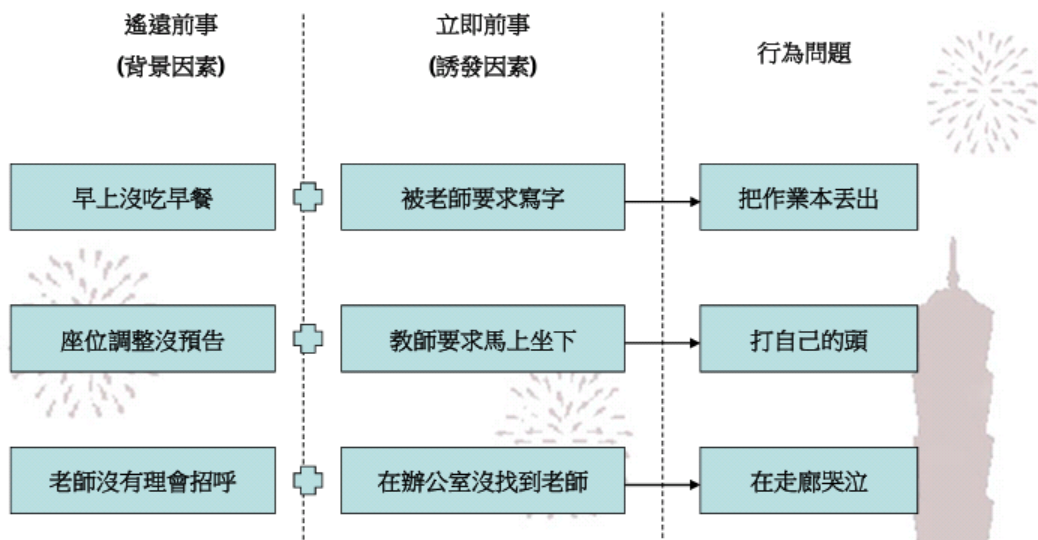 遙遠前事
(背景因素)
立即前事
(誘發因素)
行為問題
早上沒吃早餐
被老師要求寫字
把作業本丟出
座位調整沒預告
教師要求馬上坐下
打自己的頭
老師沒有理會招呼
在辦公室沒找到老師
在走廊哭泣